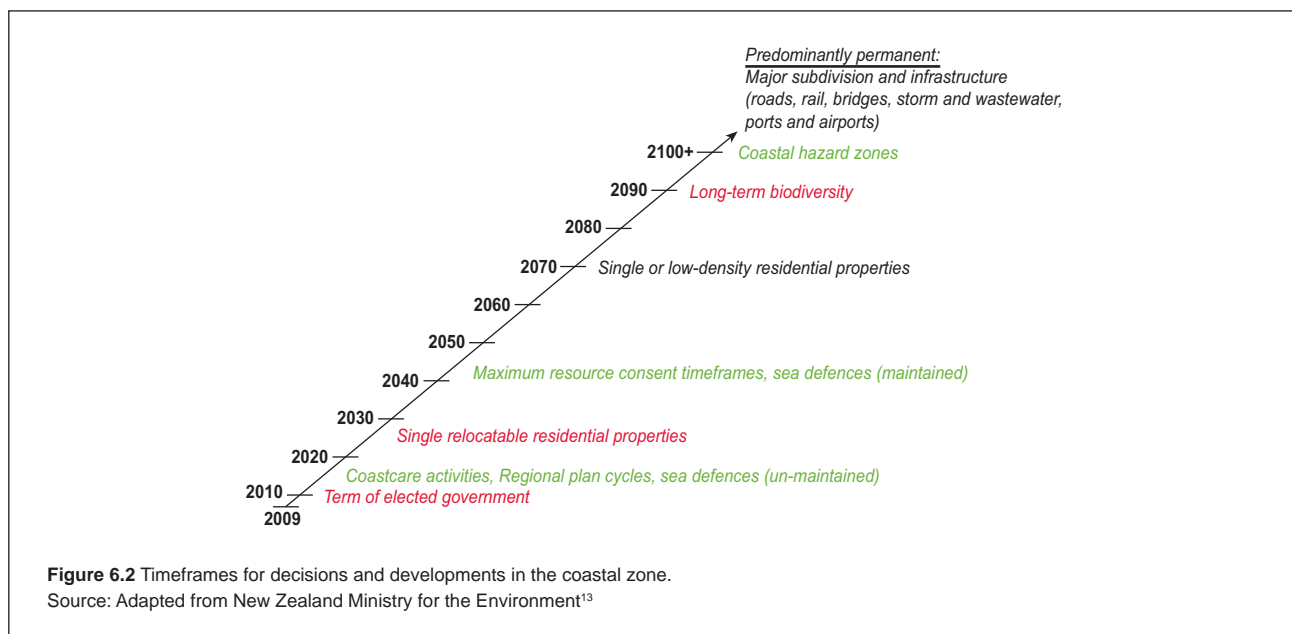 Predominantly permanent:
Major subdivision and infrastructure
(roads, rail, bridges, storm and wastewater,
ports and airports)
2100+ Coastal hazard zones
2090 Long-term biodiversity
2080
2070 Single or low-density residential properties
2060
2050
Maximum resource consent timeframes, sea defences (maintained)
2040
2030
Single relocatable residential properties
2020
Coastcare activities, Regional plan cycles, sea defences (un-maintained)
2010 Term of elected government
2009
Figure 6.2 Timeframes for decisions and developments in the coastal zone.
Source: Adapted from New Zealand Ministry for the Environment¹³